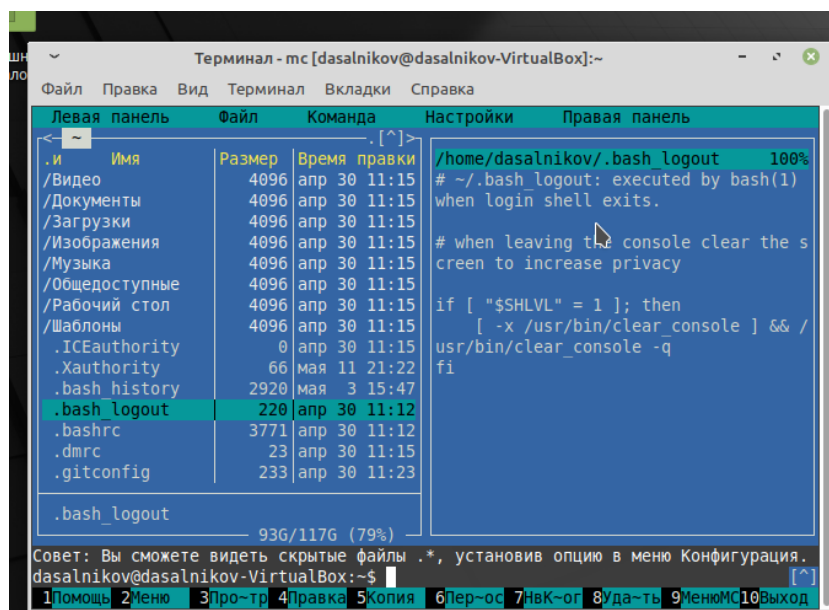 шн
ло
Терминал - mc [dasalnikov@dasalnikov-VirtualBox]:~
Файл Правка Вид Терминал Вкладки Справка
Левая панель Файл Команда Настройки Правая панель
<- ~ .[^]>
.и Имя Размер Время правки
/Видео 4096 апр 30 11:15
/Документы 4096 апр 30 11:15
/Загрузки 4096 апр 30 11:15
/Изображения 4096 апр 30 11:15
/Музыка 4096 апр 30 11:15
/Общедоступные 4096 апр 30 11:15
/Рабочий стол 4096 апр 30 11:15
/Шаблоны 4096 апр 30 11:15
.ICEauthority 0 апр 30 11:15
.Xauthority 66 мая 11 21:22
.bash_history 2920 мая 3 15:47
.bash_logout 220 апр 30 11:12
.bashrc 3771 апр 30 11:12
.dmrc 23 апр 30 11:15
.gitconfig 233 апр 30 11:23
.bash_logout
93G/117G (79%)
/home/dasalnikov/.bash_logout 100%
# ~/.bash_logout: executed by bash(1)
when login shell exits.
# when leaving the console clear the s
creen to increase privacy
if [ "$SHLVL" = 1 ]; then
[ -x /usr/bin/clear_console ] && /
usr/bin/clear_console -q
fi
Совет: Вы сможете видеть скрытые файлы .*, установив опцию в меню Конфигурация.
dasalnikov@dasalnikov-VirtualBox:~$ [^]
1Помощь 2Меню 3Про~тр 4Правка 5Копия 6Пер~ос 7НвК~ог 8Уда~ть 9МенюМС 10Выход